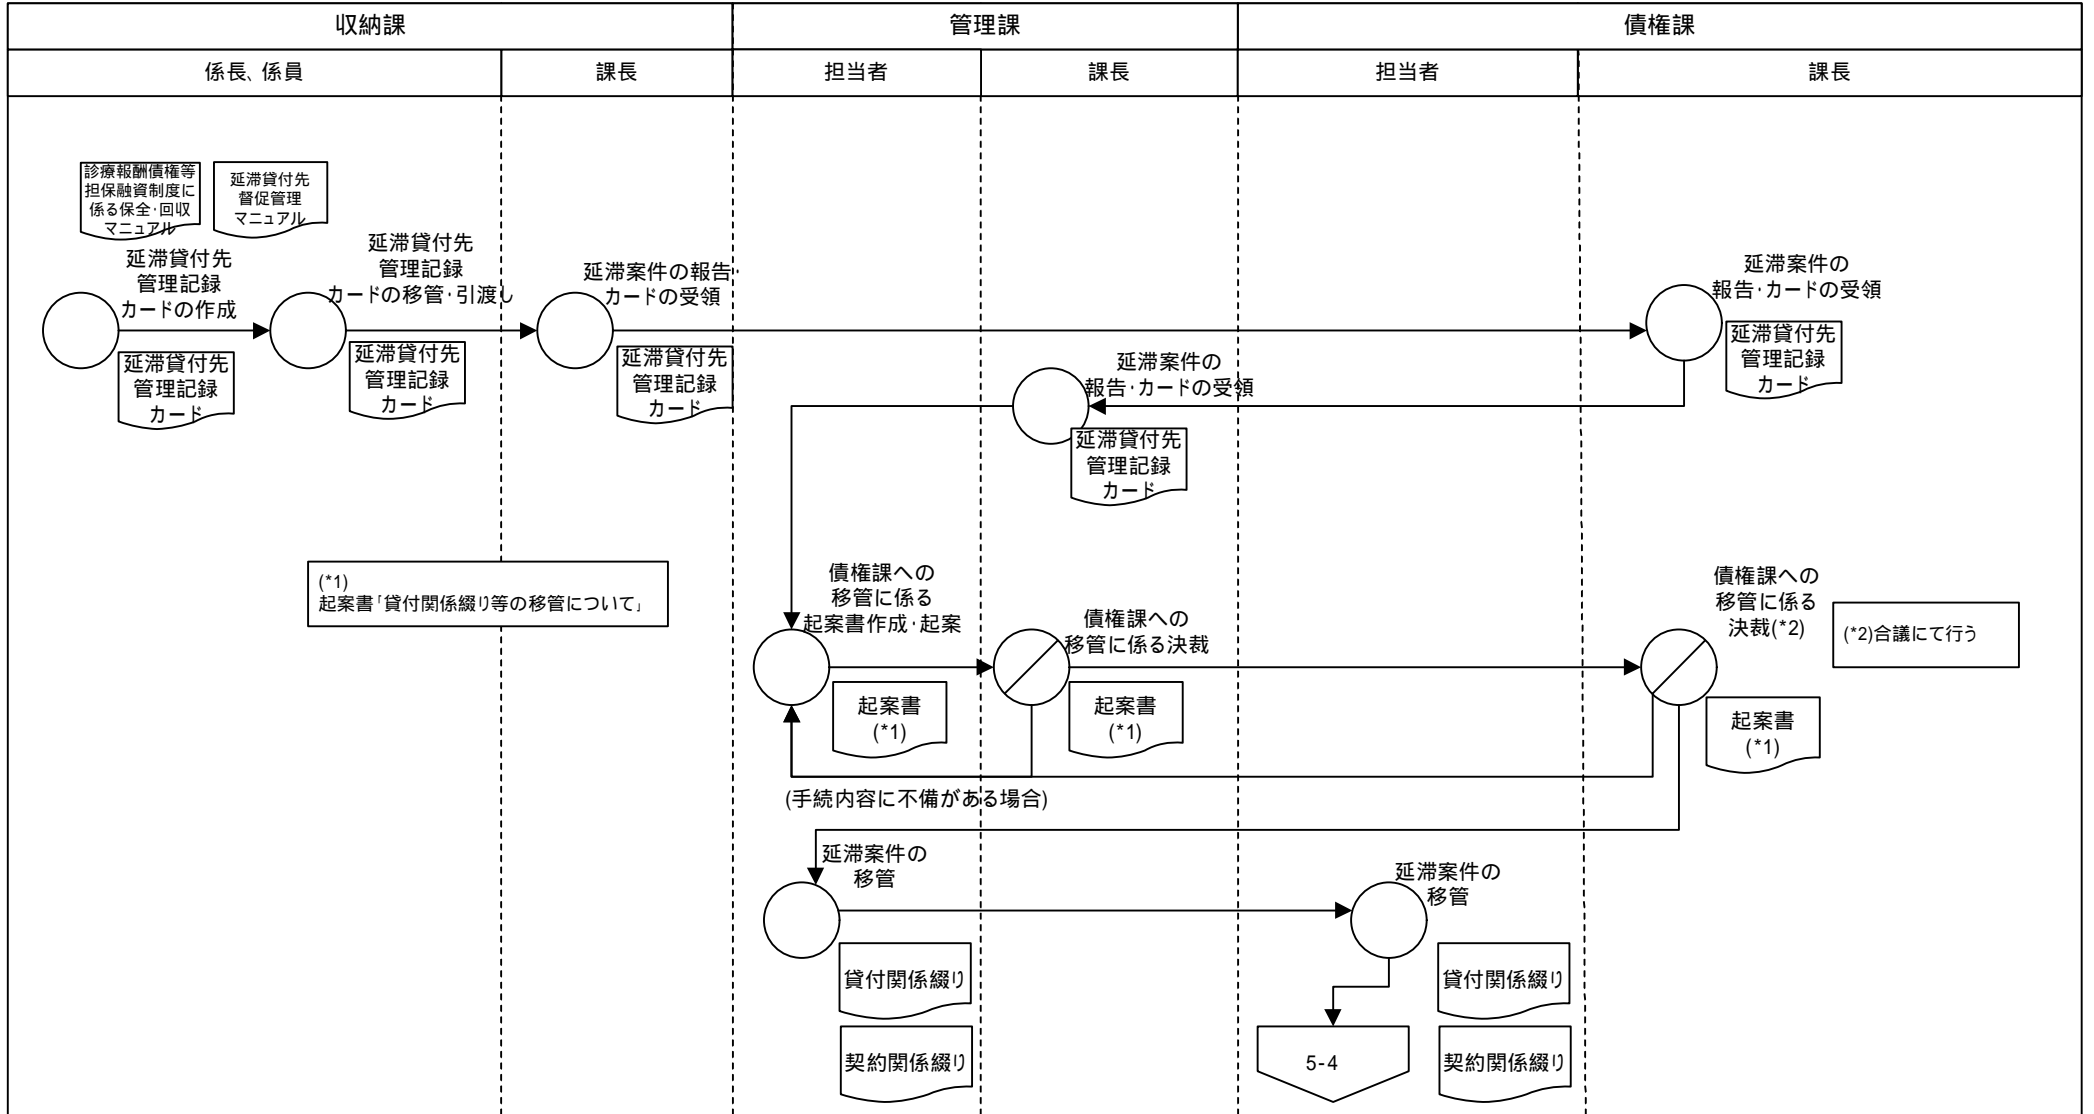 収納課
管理課
債権課
係長、係員
課長
担当者
課長
担当者
課長
診療報酬債権等
担保融資制度に
係る保全・回収
マニュアル
延滞貸付先
督促管理
マニュアル
延滞貸付先
管理記録
カードの作成
延滞貸付先
管理記録
カードの移管・引渡し
延滞案件の報告・
カードの受領
延滞案件の
報告・カードの受領
延滞貸付先
管理記録
カード
延滞貸付先
管理記録
カード
延滞貸付先
管理記録
カード
延滞貸付先
管理記録
カード
延滞案件の
報告・カードの受領
延滞貸付先
管理記録
カード
(*1)
起案書「貸付関係綴り等の移管について」
債権課への
移管に係る
起案書作成・起案
債権課への
移管に係る決裁
債権課への
移管に係る
決裁(*2)
(*2)合議にて行う
起案書
(*1)
起案書
(*1)
起案書
(*1)
(手続内容に不備がある場合)
延滞案件の
移管
延滞案件の
移管
貸付関係綴り
貸付関係綴り
契約関係綴り
5-4
契約関係綴り